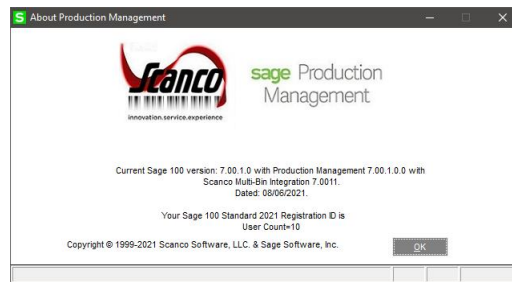 About Production Management
Scanco
innovation.service.experience
sage Production
Management
Current Sage 100 version: 7.00.1.0 with Production Management 7.00.1.0.0 with
Scanco Multi-Bin Integration 7.0011.
Dated: 08/06/2021.
Your Sage 100 Standard 2021 Registration ID is
User Count=10
Copyright © 1999-2021 Scanco Software, LLC. & Sage Software, Inc.
OK